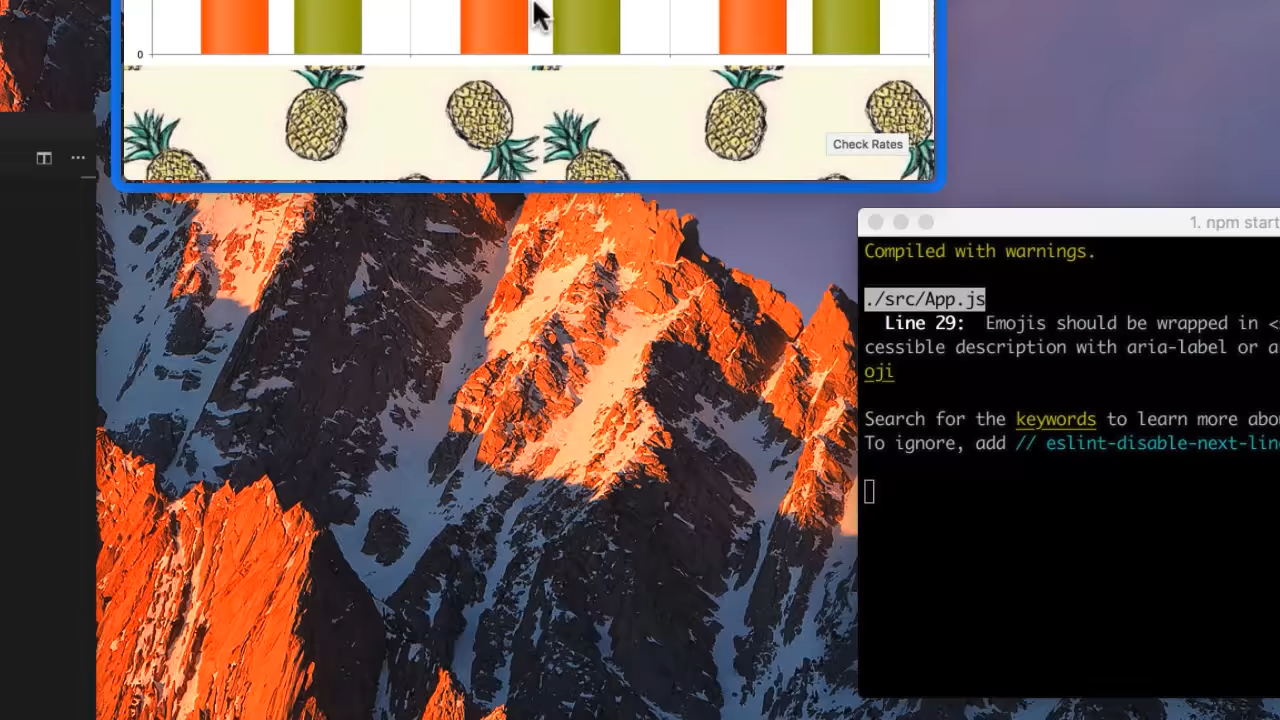 0
Check Rates
1. npm start
Compiled with warnings.
./src/App.js
Line 29: Emojis should be wrapped in <
cessible description with aria-label or a
oji
Search for the keywords to learn more abo
To ignore, add // eslint-disable-next-lin